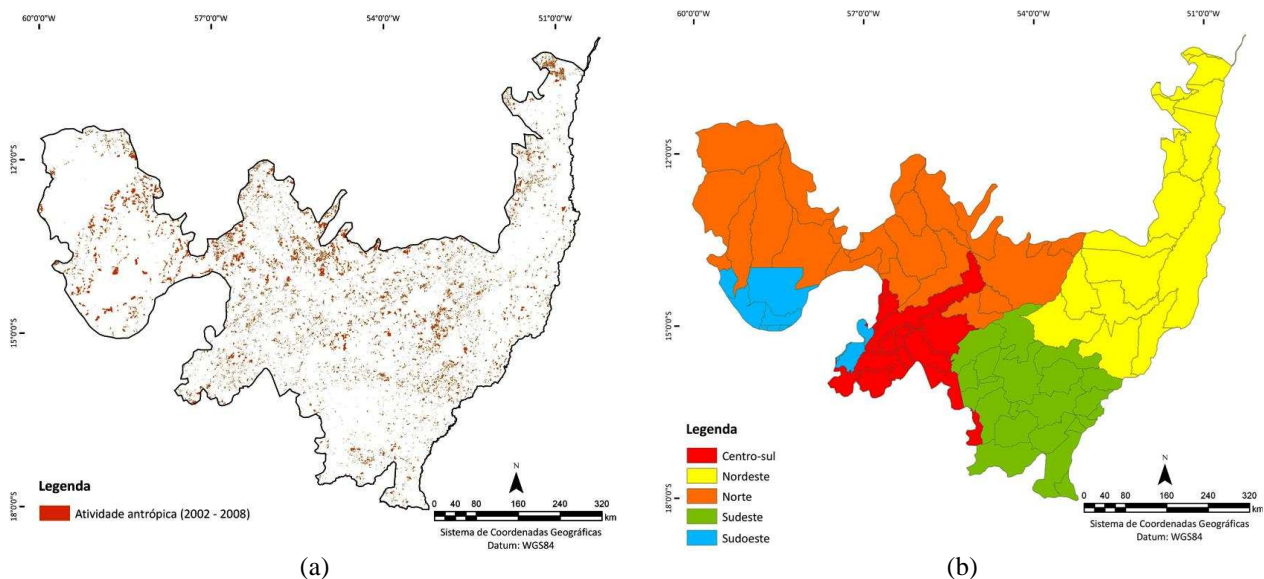 60°0'0"W 57°0'0"W 54°0'0"W 51°0'0"W
12°0'0"S
15°0'0"S
18°0'0"S
Legenda
Atividade antrópica (2002 - 2008)
N
0 40 80 160 240 320
km
Sistema de Coordenadas Geográficas
Datum: WGS84
(a)
60°0'0"W 57°0'0"W 54°0'0"W 51°0'0"W
12°0'0"S
15°0'0"S
18°0'0"S
Legenda
Centro-sul
Nordeste
Norte
Sudeste
Sudoeste
N
0 40 80 160 240 320
km
Sistema de Coordenadas Geográficas
Datum: WGS84
(b)